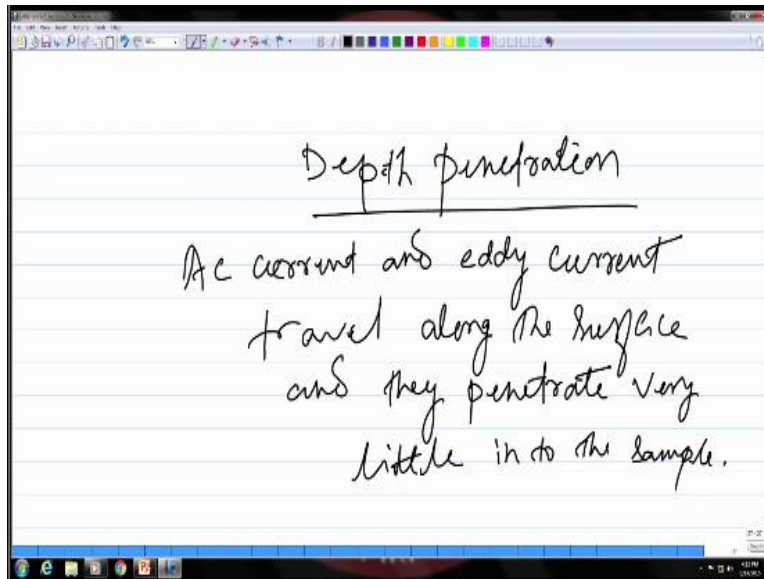 Depth penetration
Ac current and eddy current
travel along the surface
and they penetrate very
little in to the sample.